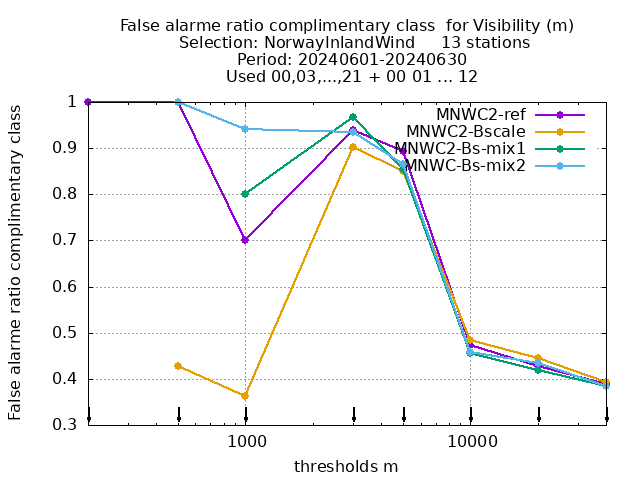 False alarme ratio complimentary class  for Visibility (m)
Selection: NorwayInlandWind     13 stations
Period: 20240601-20240630
Used 00,03,...,21 + 00 01 ... 12
False alarme ratio complimentary class
1
0.9
0.8
0.7
0.6
0.5
0.4
0.3
MNWC2-ref
MNWC2-Bscale
MNWC2-Bs-mix1
MNWC-Bs-mix2
1000
10000
thresholds m